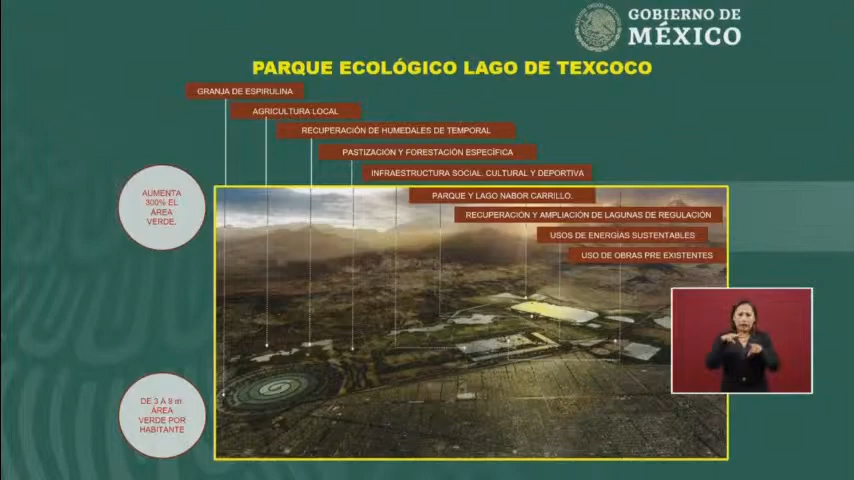 GOBIERNO DE
MÉXICO
PARQUE ECOLÓGICO LAGO DE TEXCOCO
GRANJA DE ESPIRULINA
AGRICULTURA LOCAL
RECUPERACIÓN DE HUMEDALES DE TEMPORAL
PASTIZACIÓN Y FORESTACIÓN ESPECÍFICA
INFRAESTRUCTURA SOCIAL. CULTURAL Y DEPORTIVA
PARQUE Y LAGO NABOR CARRILLO.
RECUPERACIÓN Y AMPLIACIÓN DE LAGUNAS DE REGULACIÓN
USOS DE ENERGÍAS SUSTENTABLES
USO DE OBRAS PRE EXISTENTES
AUMENTA
300% EL
ÁREA
VERDE.
DE 3 A 9 m
ÁREA
VERDE POR
HABITANTE